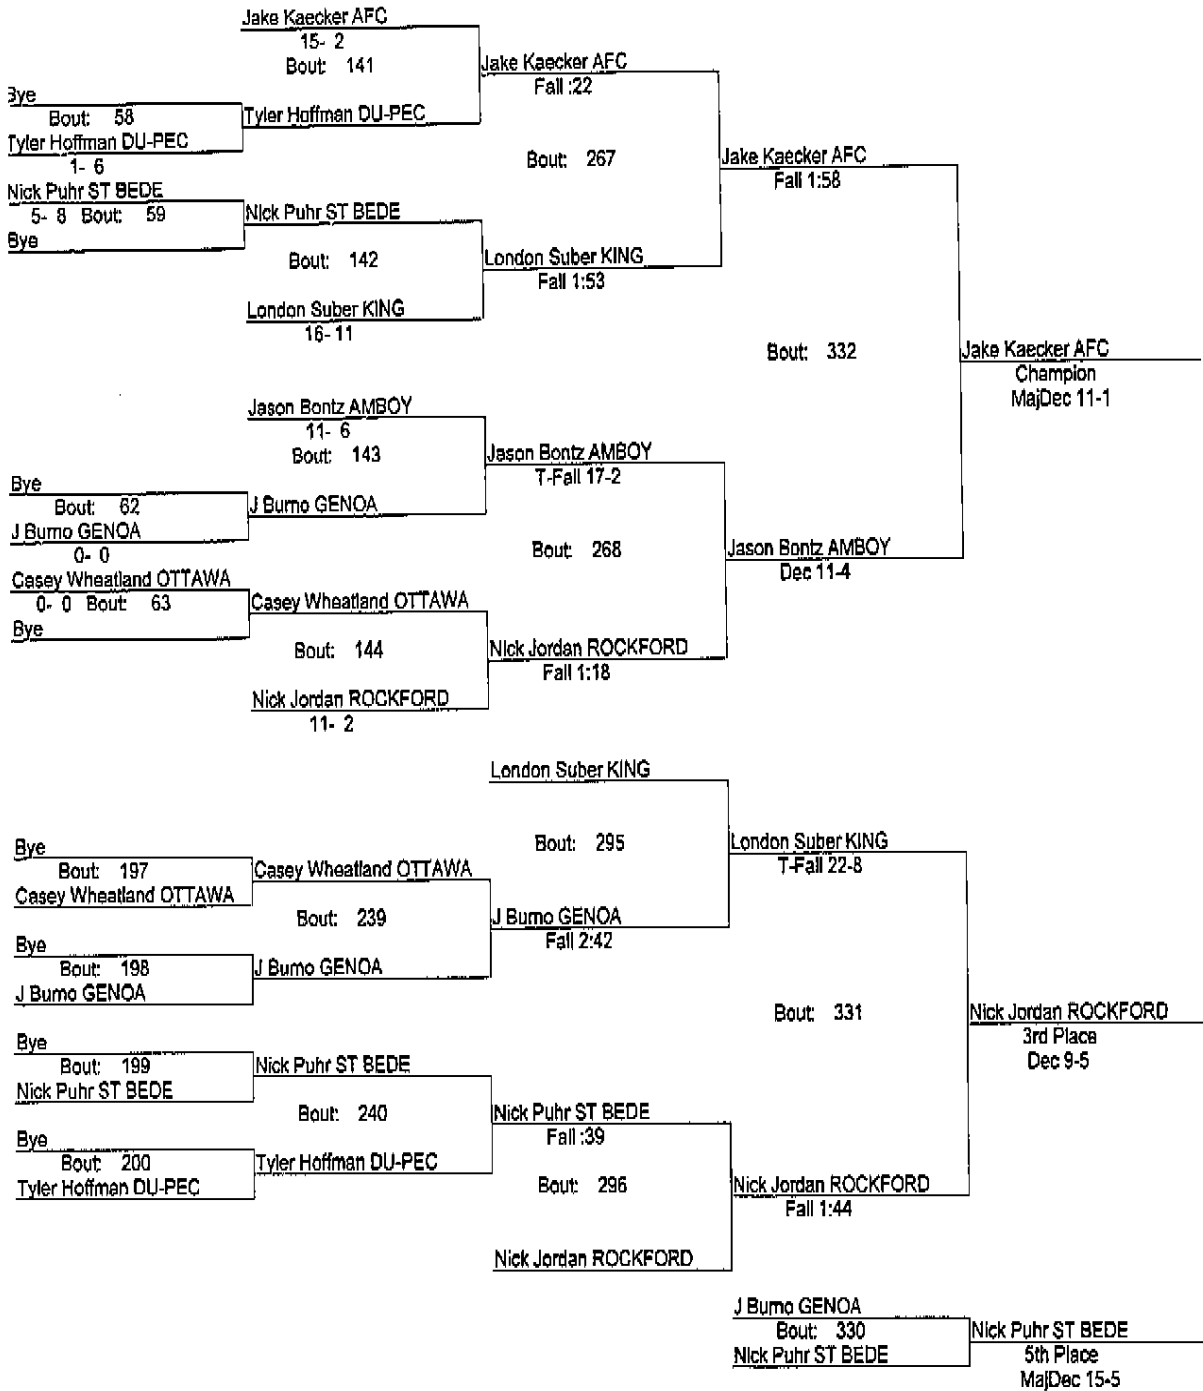 Jake Kaecker AFC
15- 2
Bout: 141
Jake Kaecker AFC
Fall :22
Bye
Bout: 58
Tyler Hoffman DU-PEC
Tyler Hoffman DU-PEC
1- 6
Bout: 267
Jake Kaecker AFC
Fall 1:58
Nick Puhr ST BEDE
5- 8 Bout: 59
Nick Puhr ST BEDE
Bye
Bout: 142
London Suber KING
Fall 1:53
London Suber KING
16- 11
Bout: 332
Jake Kaecker AFC
Champion
MajDec 11-1
Jason Bontz AMBOY
11- 6
Bout: 143
Jason Bontz AMBOY
T-Fall 17-2
Bye
Bout: 62
J Burno GENOA
J Burno GENOA
0- 0
Bout: 268
Jason Bontz AMBOY
Dec 11-4
Casey Wheatland OTTAWA
0- 0 Bout: 63
Casey Wheatland OTTAWA
Bye
Bout: 144
Nick Jordan ROCKFORD
Fall 1:18
Nick Jordan ROCKFORD
11- 2
London Suber KING
Bout: 295
London Suber KING
T-Fall 22-8
Bye
Bout: 197
Casey Wheatland OTTAWA
Casey Wheatland OTTAWA
Bout: 239
J Burno GENOA
Fall 2:42
Bye
Bout: 198
J Burno GENOA
J Burno GENOA
Bout: 331
Nick Jordan ROCKFORD
3rd Place
Dec 9-5
Bye
Bout: 199
Nick Puhr ST BEDE
Nick Puhr ST BEDE
Bout: 240
Nick Puhr ST BEDE
Fall :39
Bye
Bout: 200
Tyler Hoffman DU-PEC
Tyler Hoffman DU-PEC
Bout: 296
Nick Jordan ROCKFORD
Fall 1:44
Nick Jordan ROCKFORD
J Burno GENOA
Bout: 330
Nick Puhr ST BEDE
Nick Puhr ST BEDE
5th Place
MajDec 15-5